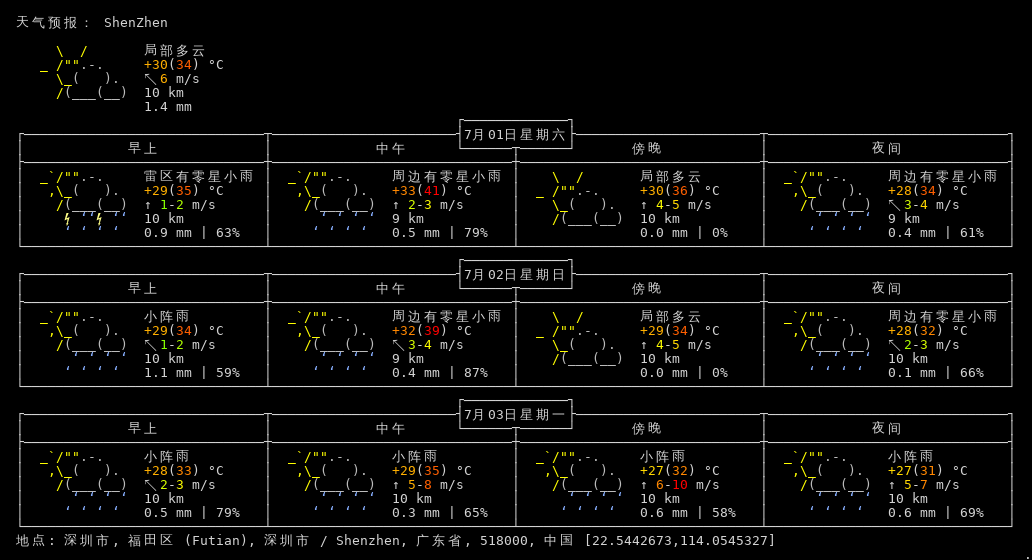 天气预报： ShenZhen
局部多云
+30(34) °C
↖6 m/s
10 km
1.4 mm
7月01日星期六
早上 中午 傍晚 夜间
雷区有零星小雨 周边有零星小雨 局部多云 周边有零星小雨
+29(35) °C +33(41) °C +30(36) °C +28(34) °C
↑ 1-2 m/s ↑ 2-3 m/s ↑ 4-5 m/s ↖3-4 m/s
10 km 9 km 10 km 9 km
0.9 mm | 63% 0.5 mm | 79% 0.0 mm | 0% 0.4 mm | 61%
7月02日星期日
早上 中午 傍晚 夜间
小阵雨 周边有零星小雨 局部多云 周边有零星小雨
+29(34) °C +32(39) °C +29(34) °C +28(32) °C
↖1-2 m/s ↖3-4 m/s ↑ 4-5 m/s ↖2-3 m/s
10 km 9 km 10 km 10 km
1.1 mm | 59% 0.4 mm | 87% 0.0 mm | 0% 0.1 mm | 66%
7月03日星期一
早上 中午 傍晚 夜间
小阵雨 小阵雨 小阵雨 小阵雨
+28(33) °C +29(35) °C +27(32) °C +27(31) °C
↖2-3 m/s ↑ 5-8 m/s ↑ 6-10 m/s ↑ 5-7 m/s
10 km 10 km 10 km 10 km
0.5 mm | 79% 0.3 mm | 65% 0.6 mm | 58% 0.6 mm | 69%
地点: 深圳市, 福田区 (Futian), 深圳市 / Shenzhen, 广东省, 518000, 中国 [22.5442673,114.0545327]